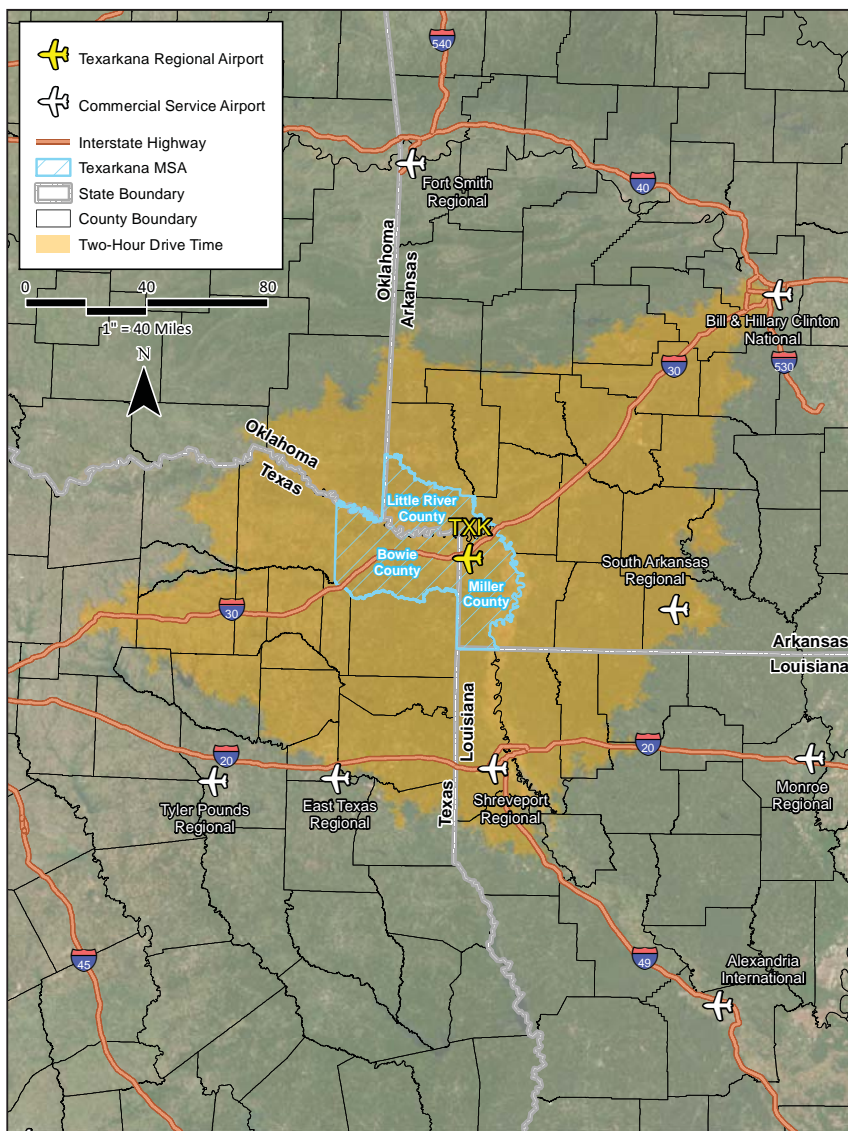 Texarkana Regional Airport
Commercial Service Airport
Interstate Highway
Texarkana MSA
State Boundary
County Boundary
Two-Hour Drive Time
0 40 80
1" = 40 Miles
N
540
Fort Smith
Regional
40
Oklahoma
Arkansas
Bill & Hillary Clinton
National
30
530
Oklahoma
Texas
Little River
County
TXK
Bowie
County
Miller
County
South Arkansas
Regional
30
Arkansas
Louisiana
Louisiana
Texas
20
20
Tyler Pounds
Regional
East Texas
Regional
Shreveport
Regional
Monroe
Regional
45
49
Alexandria
International